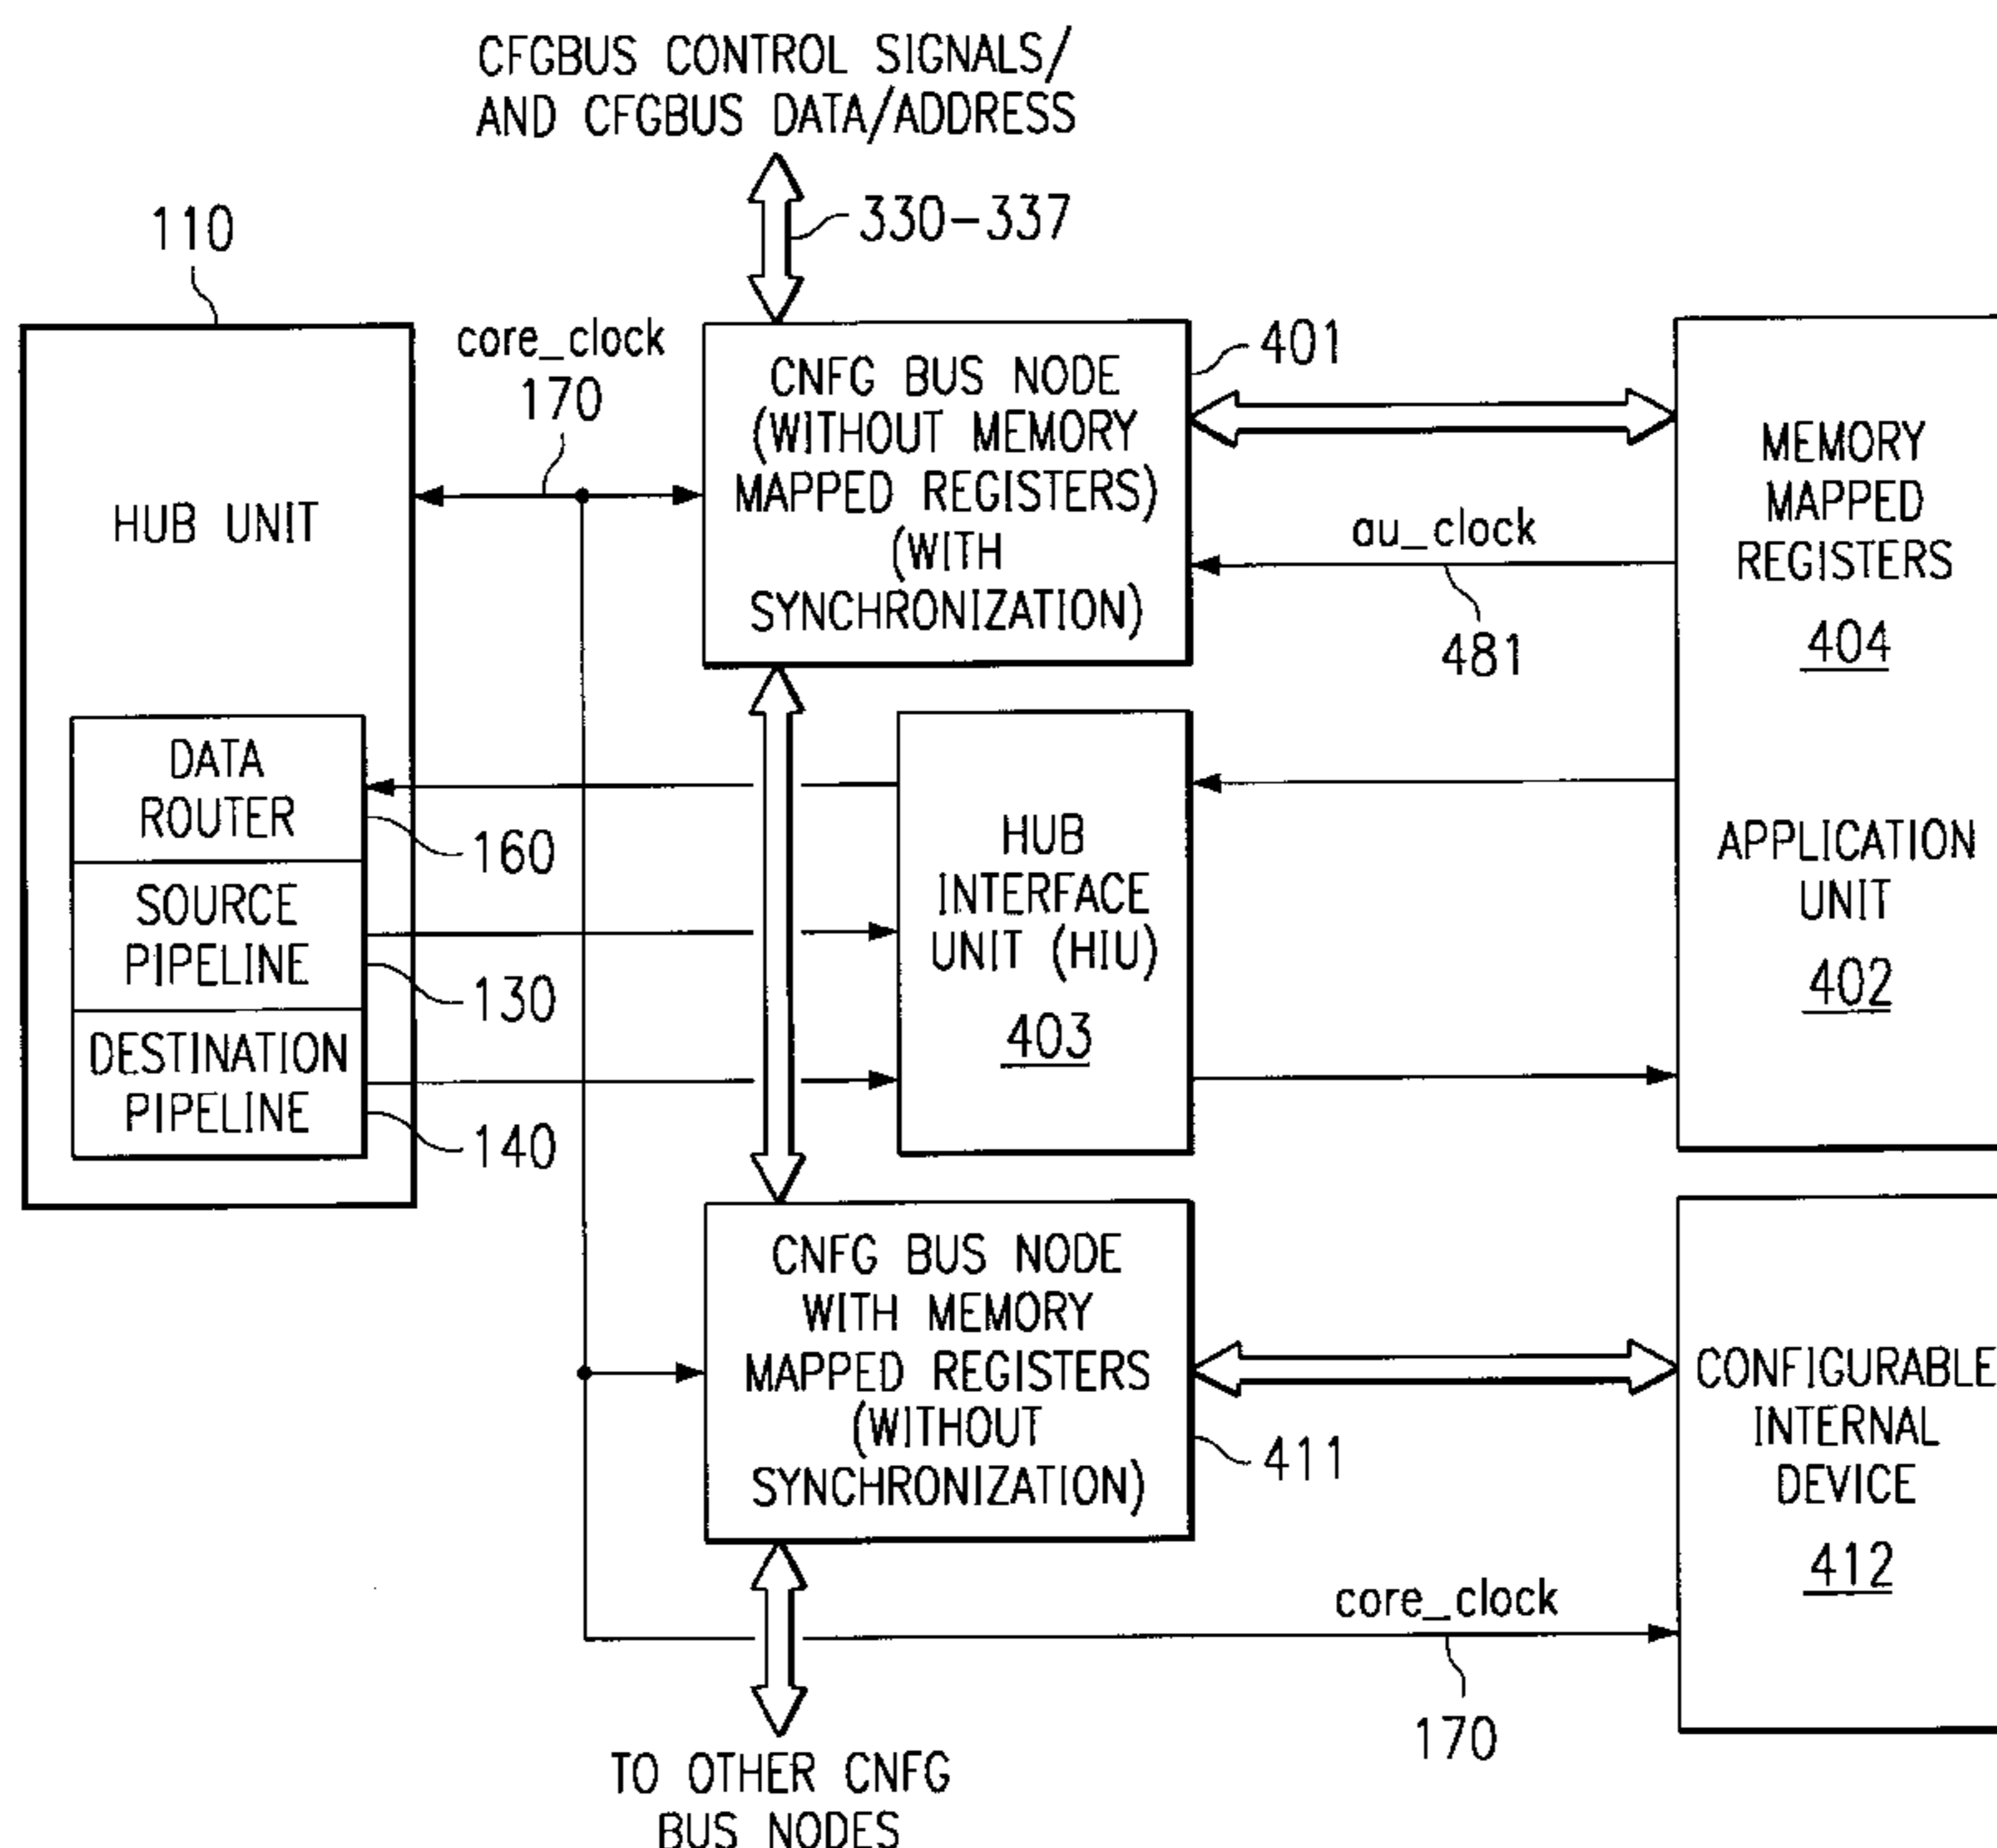 CFGBUS CONTROL SIGNALS/
AND CFGBUS DATA/ADDRESS
330-337
110
HUB UNIT
core_clock
170
CNFG BUS NODE
(WITHOUT MEMORY
MAPPED REGISTERS)
(WITH
SYNCHRONIZATION)
401
MEMORY
MAPPED
REGISTERS
404
au_clock
481
DATA
ROUTER
160
SOURCE
PIPELINE
130
DESTINATION
PIPELINE
140
HUB
INTERFACE
UNIT (HIU)
403
APPLICATION
UNIT
402
CNFG BUS NODE
WITH MEMORY
MAPPED REGISTERS
(WITHOUT
SYNCHRONIZATION)
411
CONFIGURABLE
INTERNAL
DEVICE
412
core_clock
170
TO OTHER CNFG
BUS NODES